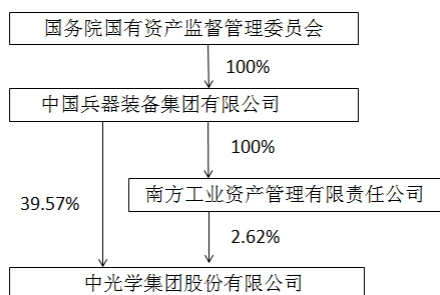 国务院国有资产监督管理委员会
100%
中国兵器装备集团有限公司
100%
39.57%
南方工业资产管理有限责任公司
2.62%
中光学集团股份有限公司